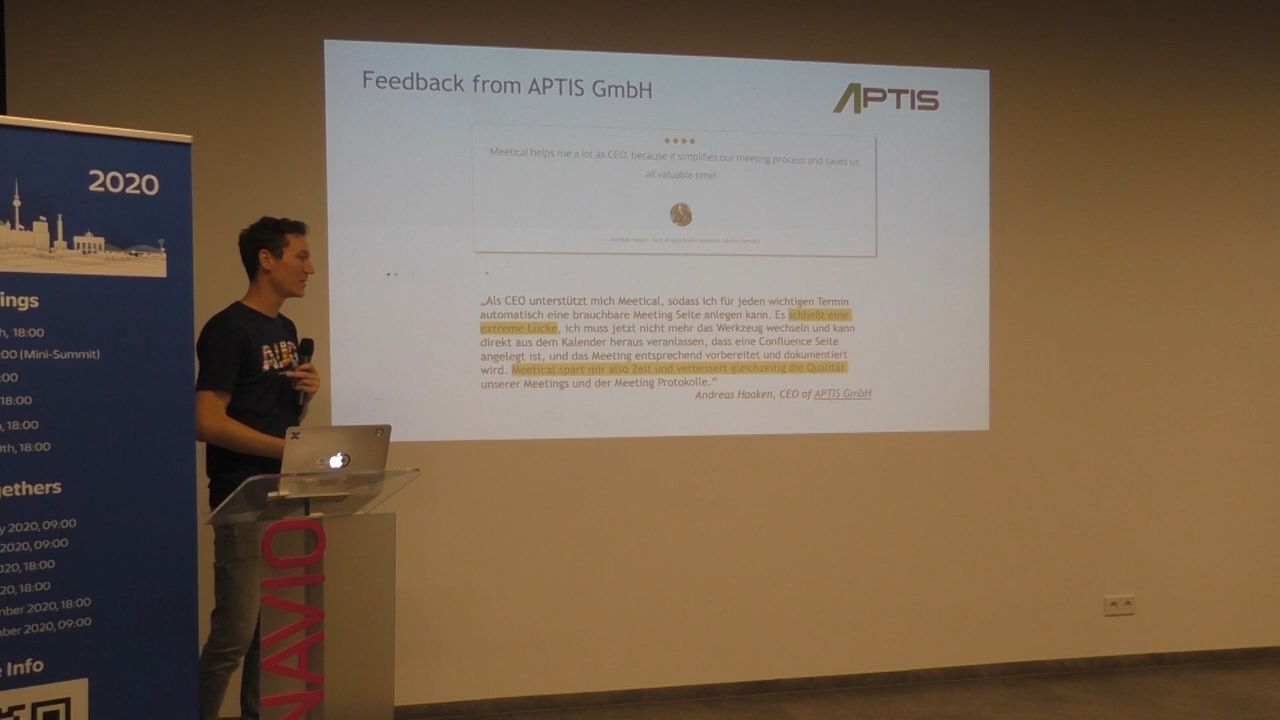 Feedback from APTIS GmbH
APTIS
"Meetical helps me a lot as CEO, because it simplifies our meeting process and saves us
all valuable time!
„Als CEO unterstützt mich Meetical, sodass ich für jeden wichtigen Termin
automatisch eine brauchbare Meeting Seite anlegen kann. Es schließt eine
extreme Lücke, ich muss jetzt nicht mehr das Werkzeug wechseln und kann
direkt aus dem Kalender heraus veranlassen, dass eine Confluence Seite
angelegt ist, und das Meeting entsprechend vorbereitet und dokumentiert
wird. Meetical spart mir also Zeit und verbessert gleichzeitig die Qualität
unserer Meetings und der Meeting Protokolle.“
Andreas Haaken, CEO of APTIS GmbH
2020
ings
h, 18:00
:00 (Mini-Summit)
:00
18:00
, 18:00
0th, 18:00
gethers
y 2020, 09:00
2020, 09:00
020, 18:00
20, 18:00
mber 2020, 18:00
mber 2020, 09:00
e Info
NAVIO